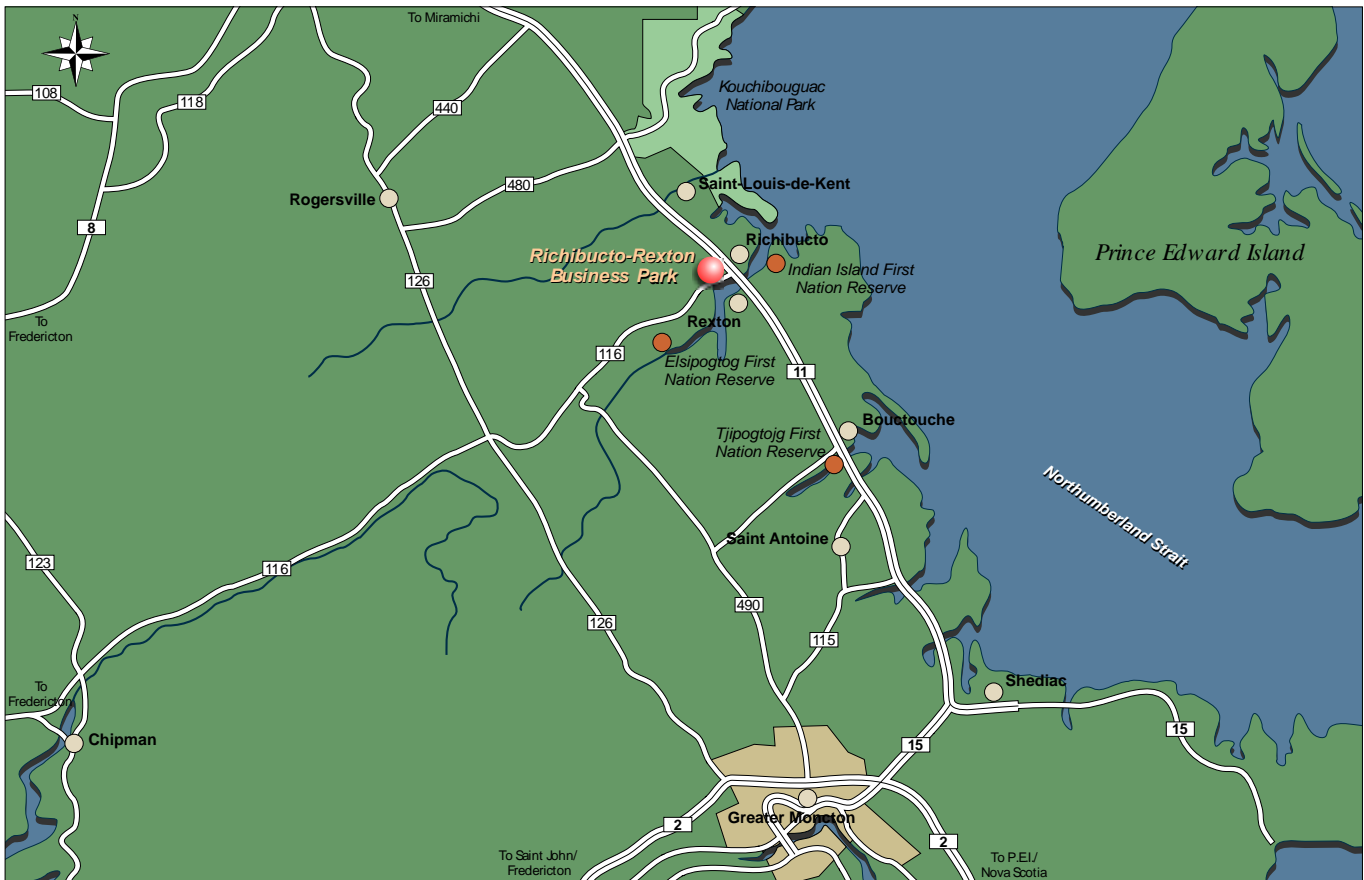 N
To Miramichi
Kouchibouguac
National Park
108
118
440
480
Saint-Louis-de-Kent
Rogersville
8
Richibucto
Richibucto-Rexton
Business Park
Indian Island First
Nation Reserve
Prince Edward Island
126
To
Fredericton
Rexton
116
Elsipogtog First
Nation Reserve
11
Bouctouche
Tjipogtojg First
Nation Reserve
Northumberland Strait
Saint Antoine
123
116
490
126
115
To
Fredericton
Shediac
Chipman
15
15
Greater Moncton
2
2
To Saint John/
Fredericton
To P.E.I./
Nova Scotia